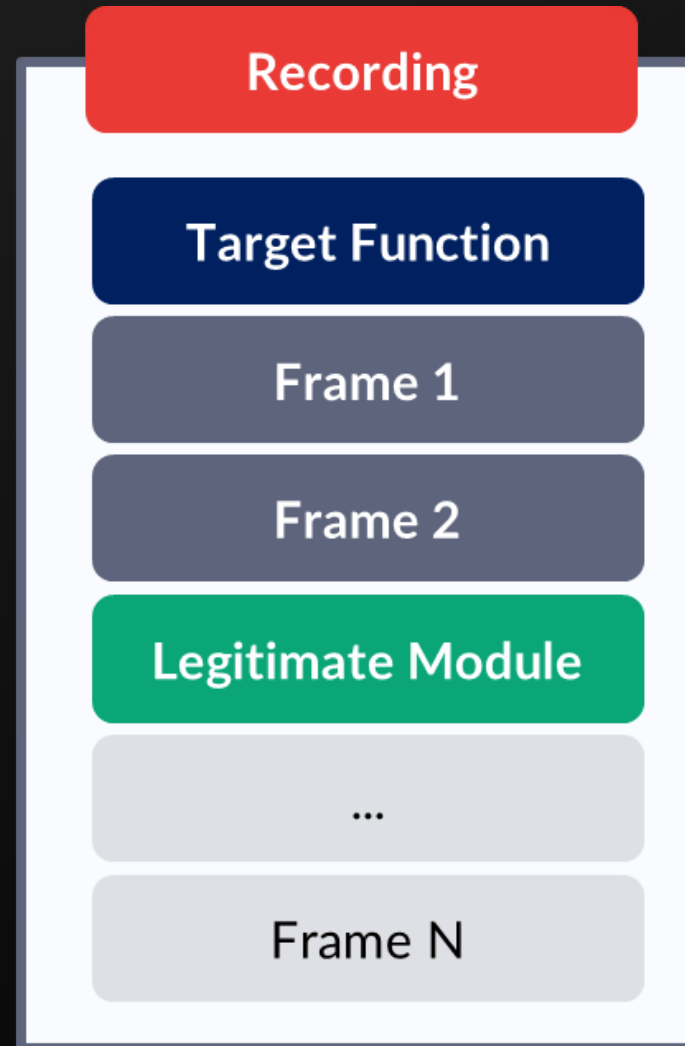 Recording
Target Function
Frame 1
Frame 2
Legitimate Module
...
Frame N